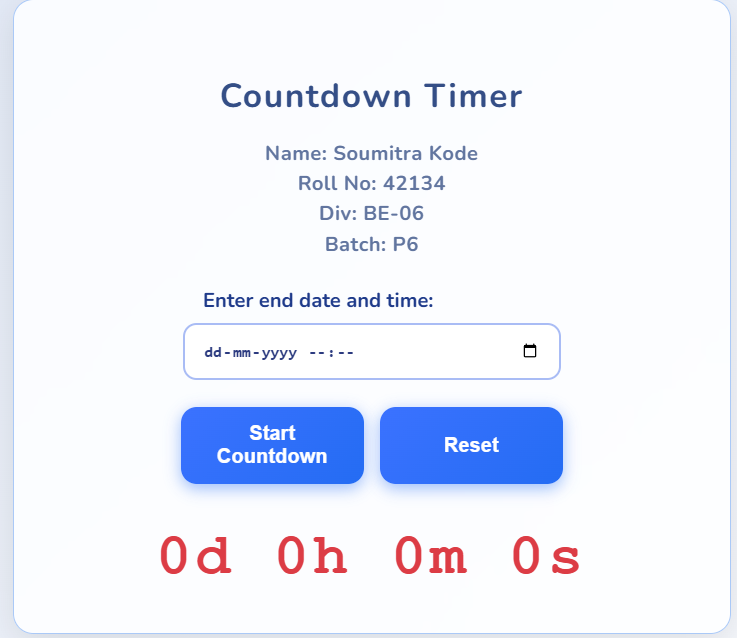 Countdown Timer
Name: Soumitra Kode
Roll No: 42134
Div: BE-06
Batch: P6
Enter end date and time:
dd-mm-yyyy --:--
Start
Countdown
Reset
0d 0h 0m 0s